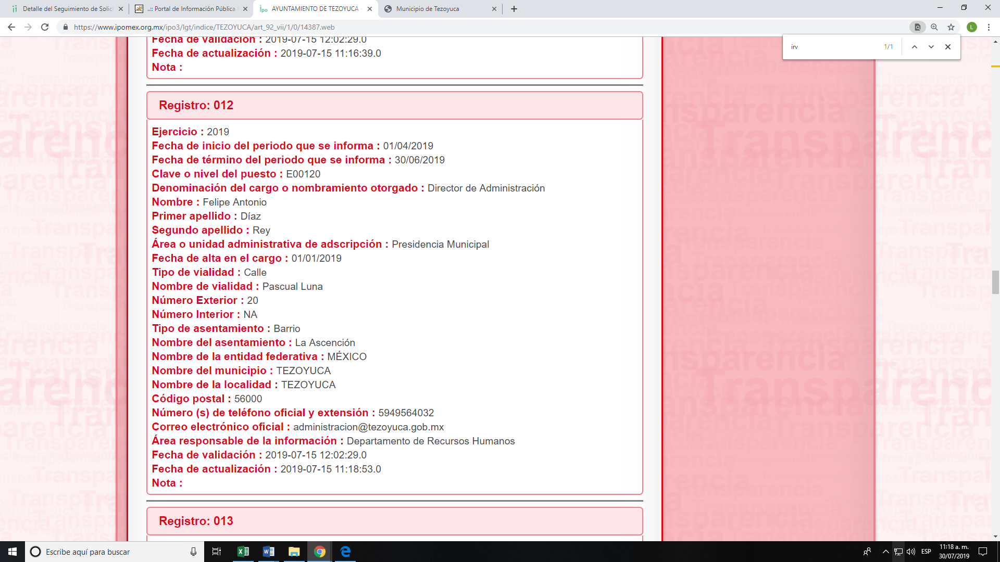 Detalle del Seguimiento de Solici
..:: Portal de Información Pública
AYUNTAMIENTO DE TEZOYUCA -
Municipio de Tezoyuca
https://www.ipomex.org.mx/ipo3/lgt/indice/TEZOYUCA/art_92_vii/1/0/14387.web
L
irv
1/1
Fecha de validación : 2019-07-15 12:02:29.0
Fecha de actualización : 2019-07-15 11:16:39.0
Nota :
Registro: 012
Ejercicio : 2019
Fecha de inicio del periodo que se informa : 01/04/2019
Fecha de término del periodo que se informa : 30/06/2019
Clave o nivel del puesto : E00120
Denominación del cargo o nombramiento otorgado : Director de Administración
Nombre : Felipe Antonio
Primer apellido : Díaz
Segundo apellido : Rey
Área o unidad administrativa de adscripción : Presidencia Municipal
Fecha de alta en el cargo : 01/01/2019
Tipo de vialidad : Calle
Nombre de vialidad : Pascual Luna
Número Exterior : 20
Número Interior : NA
Tipo de asentamiento : Barrio
Nombre del asentamiento : La Ascención
Nombre de la entidad federativa : MÉXICO
Nombre del municipio : TEZOYUCA
Nombre de la localidad : TEZOYUCA
Código postal : 56000
Número (s) de teléfono oficial y extensión : 5949564032
Correo electrónico oficial : administracion@tezoyuca.gob.mx
Área responsable de la información : Departamento de Recursos Humanos
Fecha de validación : 2019-07-15 12:02:29.0
Fecha de actualización : 2019-07-15 11:18:53.0
Nota :
Registro: 013
Escribe aquí para buscar
ESP
11:18 a. m.
30/07/2019